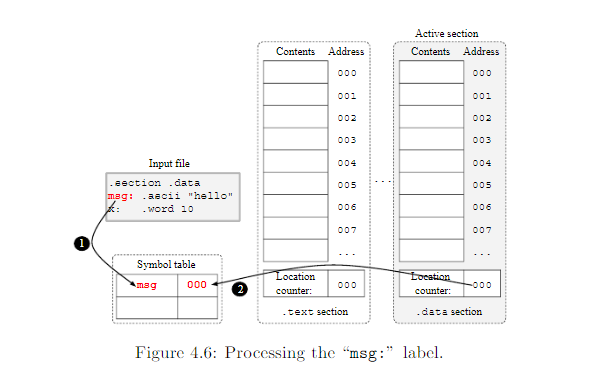 Active section
Contents Address
000
001
002
003
004
005
006
007
...
Location
counter: 000
.text section
...
Contents Address
000
001
002
003
004
005
006
007
...
Location
counter: 000
.data section
Input file
.section .data
msg: .ascii "hello"
x: .word 10
1
Symbol table
msg 000
2
Figure 4.6: Processing the “msg:” label.